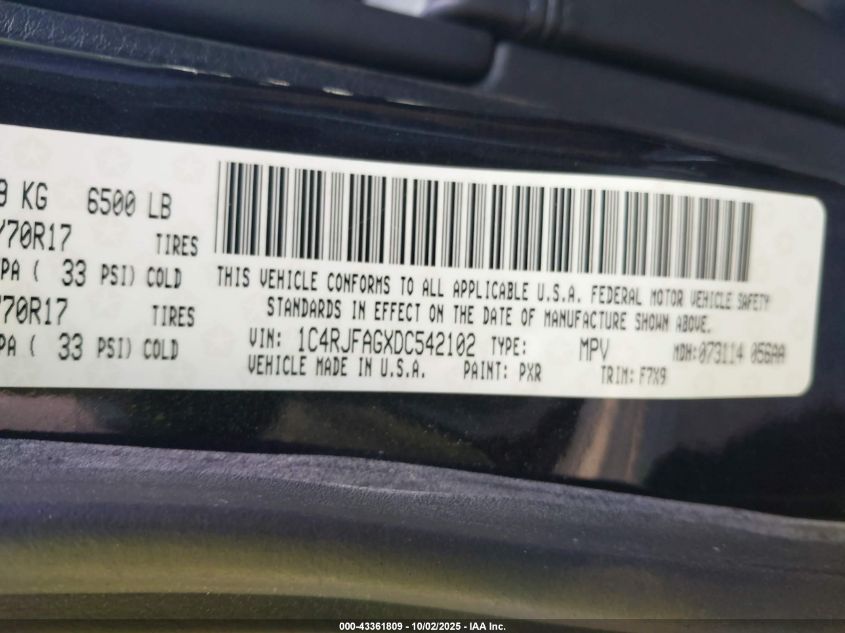 9 KG 6500 LB
/70R17 TIRES
PA ( 33 PSI) COLD
/70R17 TIRES
PA ( 33 PSI) COLD
THIS VEHICLE CONFORMS TO ALL APPLICABLE U.S.A. FEDERAL MOTOR VEHICLE SAFETY
STANDARDS IN EFFECT ON THE DATE OF MANUFACTURE SHOWN ABOVE.
VIN: 1C4RJFAGXDC542102 TYPE: MPV MDH:073114 056AA
VEHICLE MADE IN U.S.A. PAINT: PXR TRIM: F7X9
000-43361809 - 10/02/2025 - IAA Inc.